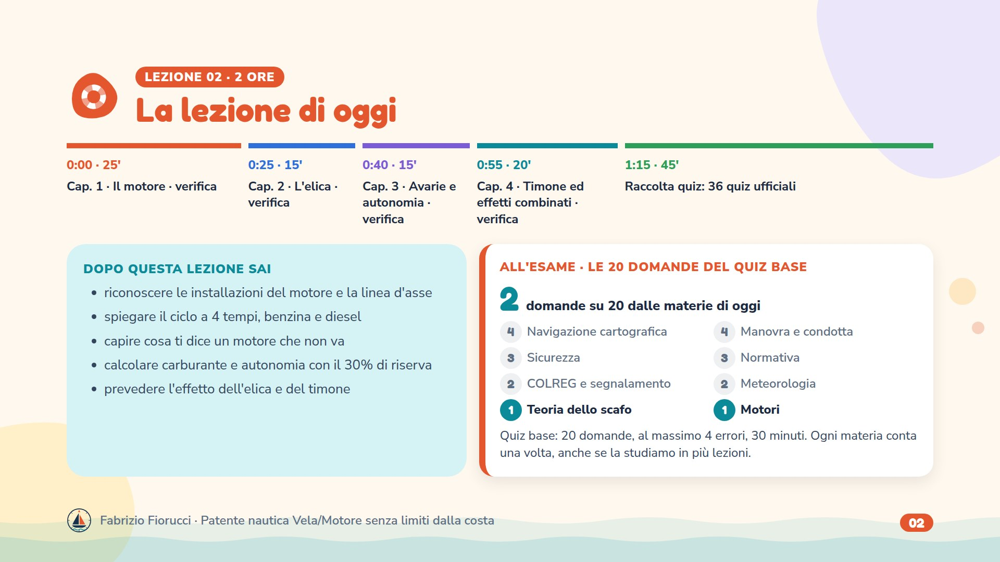 LEZIONE 02 · 2 ORE
La lezione di oggi
0:00 · 25'
Cap. 1 · Il motore · verifica
0:25 · 15'
Cap. 2 · L'elica ·
verifica
0:40 · 15'
Cap. 3 · Avarie e
autonomia ·
verifica
0:55 · 20'
Cap. 4 · Timone ed
effetti combinati ·
verifica
1:15 · 45'
Raccolta quiz: 36 quiz ufficiali
DOPO QUESTA LEZIONE SAI
• riconoscere le installazioni del motore e la linea d'asse
• spiegare il ciclo a 4 tempi, benzina e diesel
• capire cosa ti dice un motore che non va
• calcolare carburante e autonomia con il 30% di riserva
• prevedere l'effetto dell'elica e del timone
ALL'ESAME · LE 20 DOMANDE DEL QUIZ BASE
2 domande su 20 dalle materie di oggi
4 Navigazione cartografica
4 Manovra e condotta
3 Sicurezza
3 Normativa
2 COLREG e segnalamento
2 Meteorologia
1 Teoria dello scafo
1 Motori
Quiz base: 20 domande, al massimo 4 errori, 30 minuti. Ogni materia conta
una volta, anche se la studiamo in più lezioni.
Fabrizio Fiorucci · Patente nautica Vela/Motore senza limiti dalla costa
02